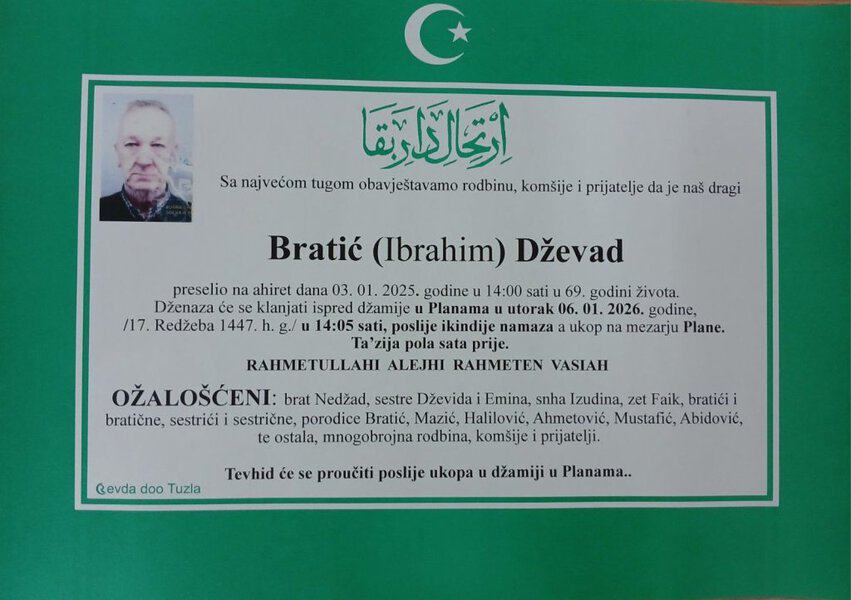 اِرْتِحَالِ دَارِ بَقَا
Sa najvećom tugom obavještavamo rodbinu, komšije i prijatelje da je naš dragi
Bratić (Ibrahim) Dževad
preselio na ahiret dana 03. 01. 2025. godine u 14:00 sati u 69. godini života.
Dženaza će se klanjati ispred džamije u Planama u utorak 06. 01. 2026. godine,
/17. Redžeba 1447. h. g./ u 14:05 sati, poslije ikindije namaza a ukop na mezarju Plane.
Ta’zija pola sata prije.
RAHMETULLAHI ALEJHI RAHMETEN VASIAH
OŽALOŠĆENI: brat Nedžad, sestre Dževida i Emina, snha Izudina, zet Faik, bratići i
bratične, sestrići i sestrične, porodice Bratić, Mazić, Halilović, Ahmetović, Mustafić, Abidović,
te ostala, mnogobrojna rodbina, komšije i prijatelji.
Tevhid će se proučiti poslije ukopa u džamiji u Planama..
Revda doo Tuzla